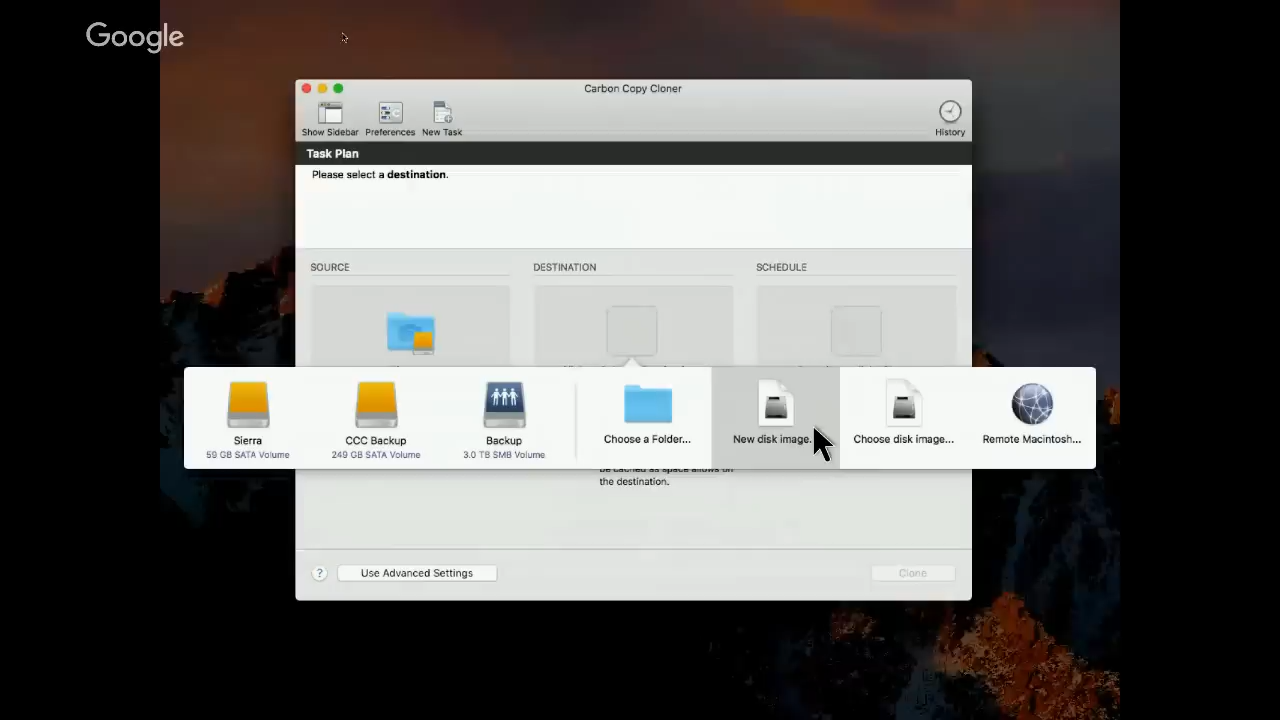 Google
Carbon Copy Cloner
Show Sidebar
Preferences
New Task
History
Task Plan
Please select a destination.
SOURCE
DESTINATION
SCHEDULE
Sierra
59 GB SATA Volume
CCC Backup
249 GB SATA Volume
Backup
3.0 TB SMB Volume
Choose a Folder...
New disk image.
Choose disk image...
Remote Macintosh...
be cached as space allows on
the destination.
?
Use Advanced Settings
Clone